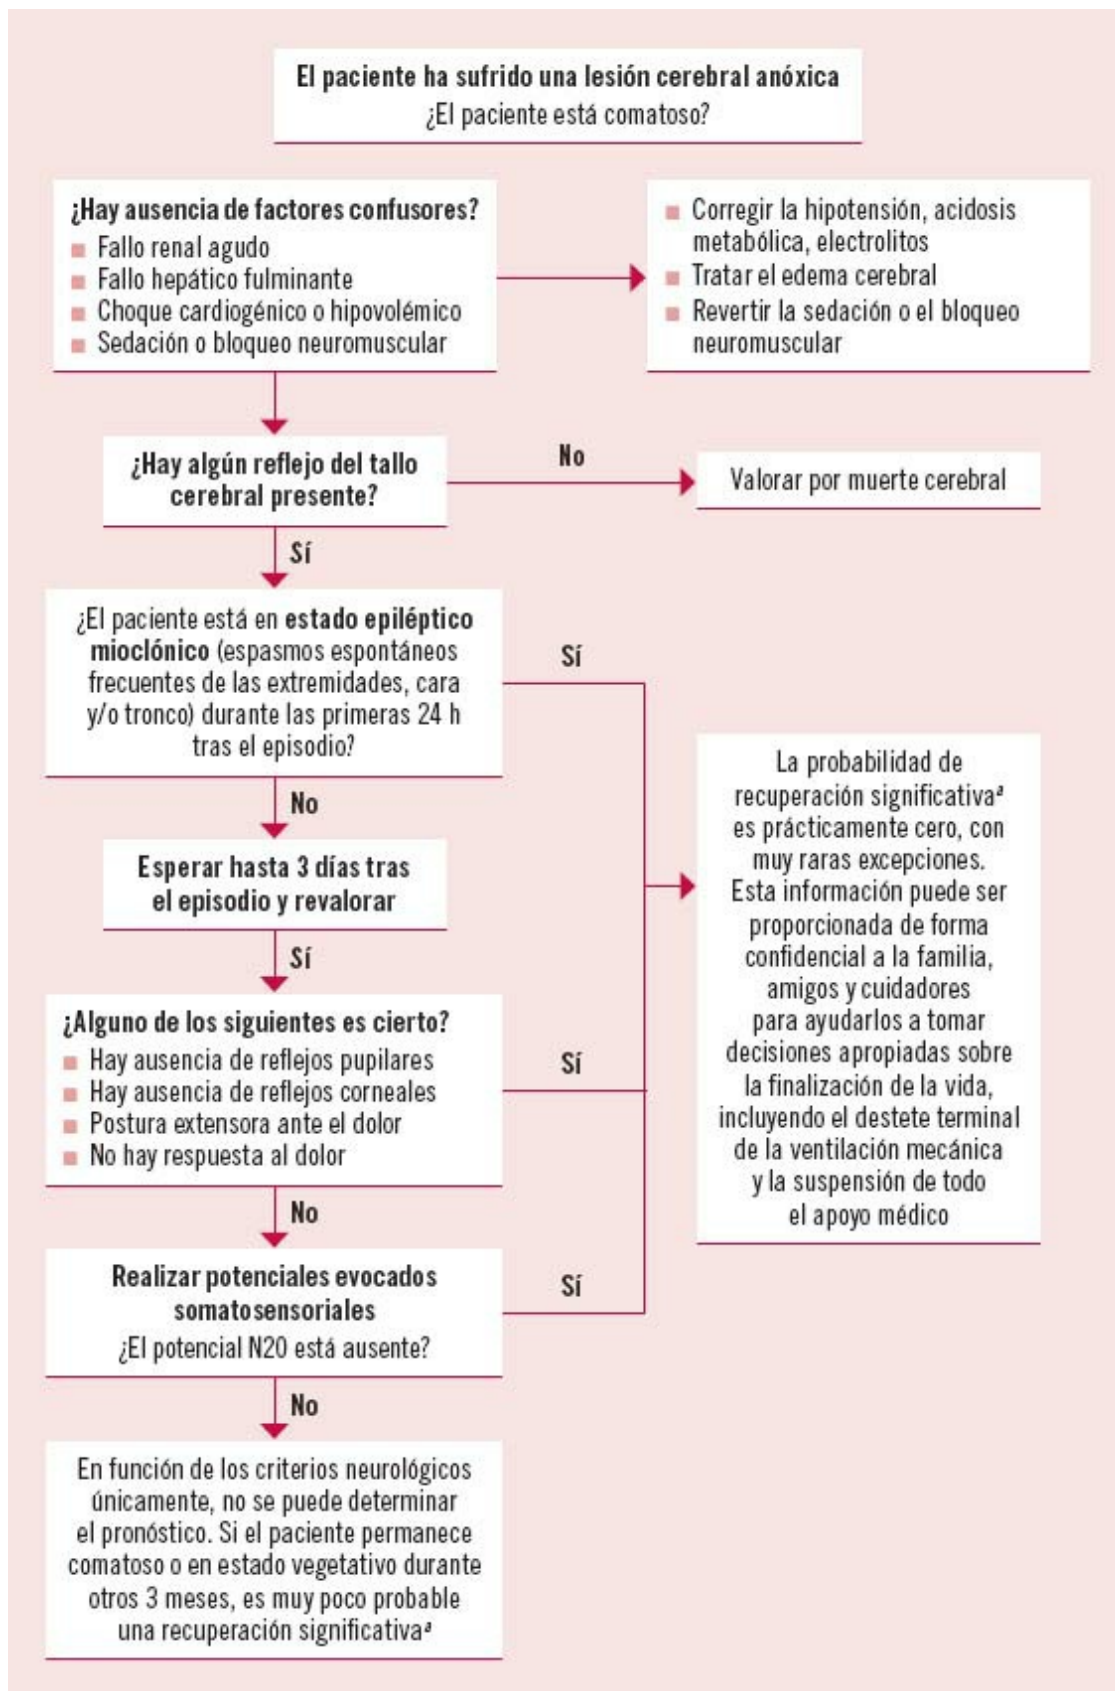 El paciente ha sufrido una lesión cerebral anóxica
¿El paciente está comatoso?
¿Hay ausencia de factores confusores?
Fallo renal agudo
Fallo hepático fulminante
Choque cardiogénico o hipovolémico
Sedación o bloqueo neuromuscular
Corregir la hipotensión, acidosis
metabólica, electrolitos
Tratar el edema cerebral
Revertir la sedación o el bloqueo
neuromuscular
¿Hay algún reflejo del tallo
cerebral presente?
No
Valorar por muerte cerebral
Sí
¿El paciente está en estado epiléptico
mioclónico (espasmos espontáneos
frecuentes de las extremidades, cara
y/o tronco) durante las primeras 24 h
tras el episodio?
Sí
No
Esperar hasta 3 días tras
el episodio y revalorar
Sí
¿Alguno de los siguientes es cierto?
Hay ausencia de reflejos pupilares
Hay ausencia de reflejos corneales
Postura extensora ante el dolor
No hay respuesta al dolor
Sí
No
Realizar potenciales evocados
somatosensoriales
¿El potencial N20 está ausente?
Sí
No
La probabilidad de
recuperación significativaª
es prácticamente cero, con
muy raras excepciones.
Esta información puede ser
proporcionada de forma
confidencial a la familia,
amigos y cuidadores
para ayudarlos a tomar
decisiones apropiadas sobre
la finalización de la vida,
incluyendo el destete terminal
de la ventilación mecánica
y la suspensión de todo
el apoyo médico
En función de los criterios neurológicos
únicamente, no se puede determinar
el pronóstico. Si el paciente permanece
comatoso o en estado vegetativo durante
otros 3 meses, es muy poco probable
una recuperación significativaª